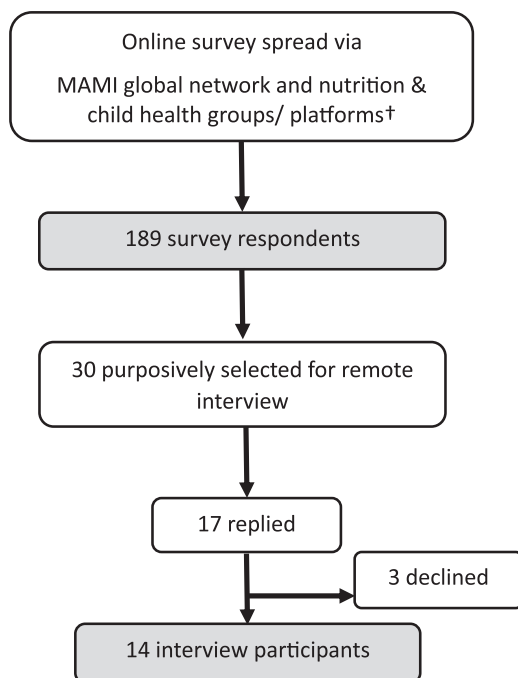 Online survey spread via
MAMI global network and nutrition &
child health groups/ platforms†
189 survey respondents
30 purposively selected for remote
interview
17 replied
3 declined
14 interview participants